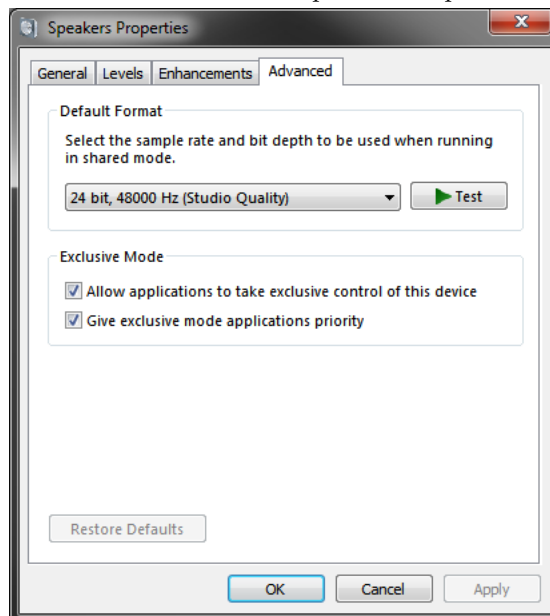 Speakers Properties
General Levels Enhancements Advanced
Default Format
Select the sample rate and bit depth to be used when running
in shared mode.
24 bit, 48000 Hz (Studio Quality)
Test
Exclusive Mode
Allow applications to take exclusive control of this device
Give exclusive mode applications priority
Restore Defaults
OK Cancel Apply